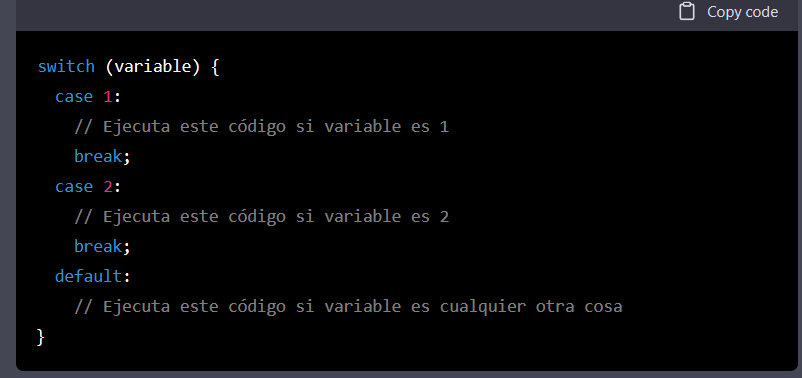 Copy code
switch (variable) {
  case 1:
    // Ejecuta este código si variable es 1
    break;
  case 2:
    // Ejecuta este código si variable es 2
    break;
  default:
    // Ejecuta este código si variable es cualquier otra cosa
}